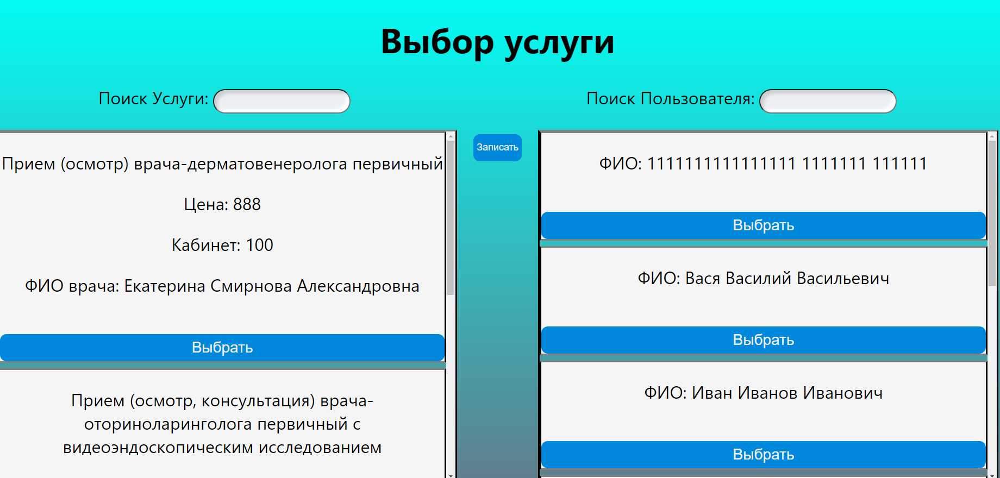 Выбор услуги
Поиск Услуги:
Поиск Пользователя:
Прием (осмотр) врача-дерматовенеролога первичный
Цена: 888
Кабинет: 100
ФИО врача: Екатерина Смирнова Александровна
Выбрать
Прием (осмотр, консультация) врача-
оториноларинголога первичный с
видеоэндоскопическим исследованием
Записать
ФИО: 1111111111111111 1111111 111111
Выбрать
ФИО: Вася Василий Васильевич
Выбрать
ФИО: Иван Иванов Иванович
Выбрать